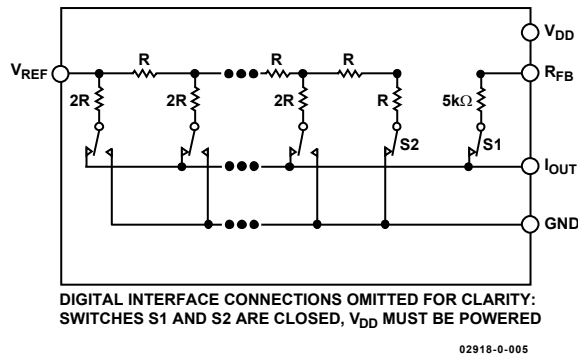 V_DD
V_REF R R R R_FB
2R 2R 2R R 5kΩ
S2 S1
I_OUT
GND
DIGITAL INTERFACE CONNECTIONS OMITTED FOR CLARITY:
SWITCHES S1 AND S2 ARE CLOSED, V_DD MUST BE POWERED
02918-0-005